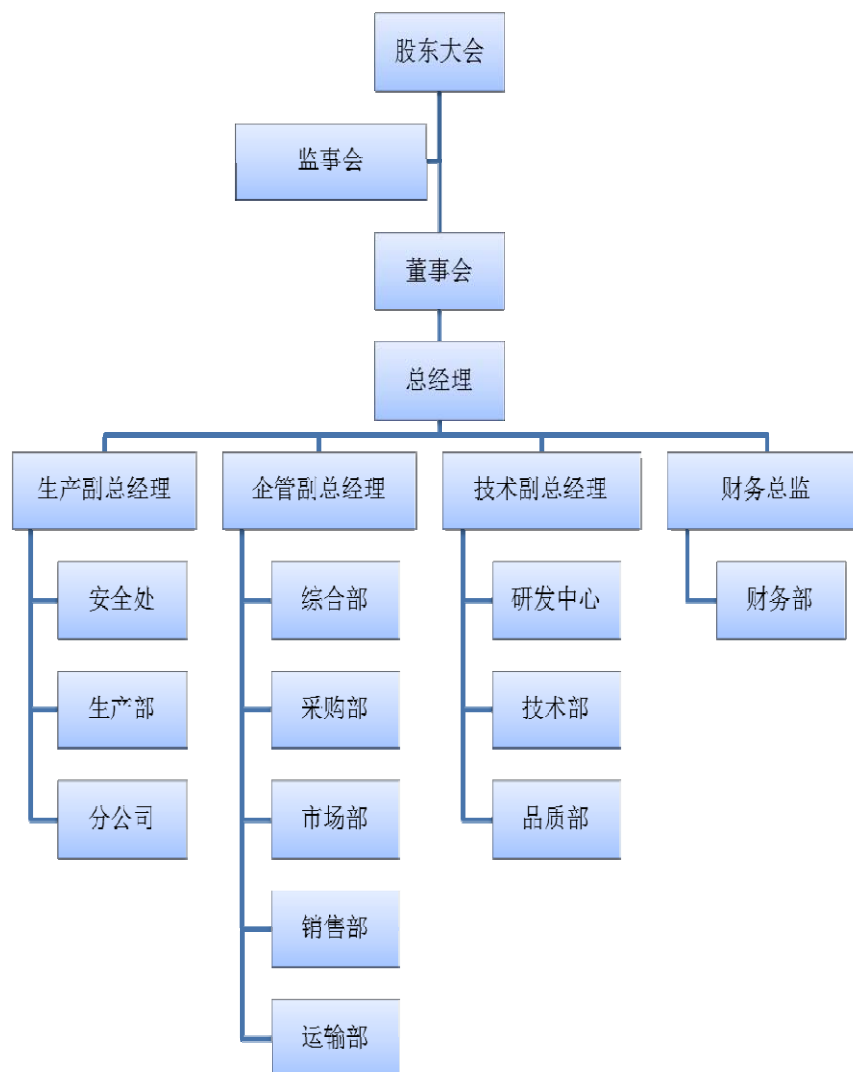 股东大会
监事会
董事会
总经理
生产副总经理
企管副总经理
技术副总经理
财务总监
安全处
综合部
研发中心
财务部
生产部
采购部
技术部
分公司
市场部
品质部
销售部
运输部